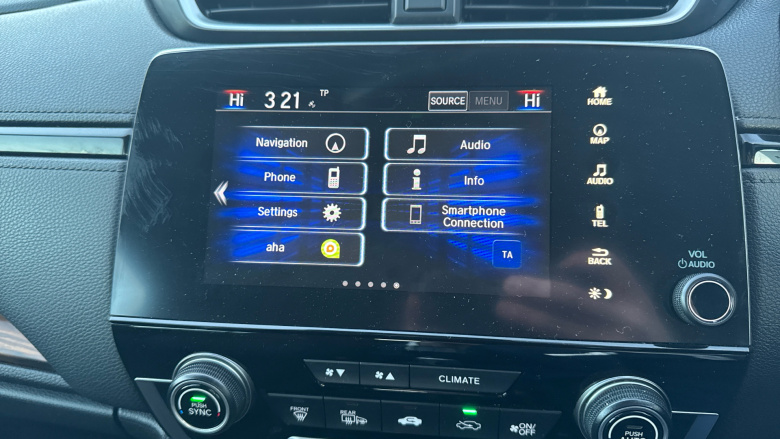 Hi 3 21 TP SOURCE MENU Hi
Navigation
Audio
Phone
Info
Settings
Smartphone
Connection
aha
TA
HOME
MAP
AUDIO
TEL
BACK
VOL
AUDIO
CLIMATE
PUSH
SYNC
FRONT
REAR
ON/
OFF
PUSH